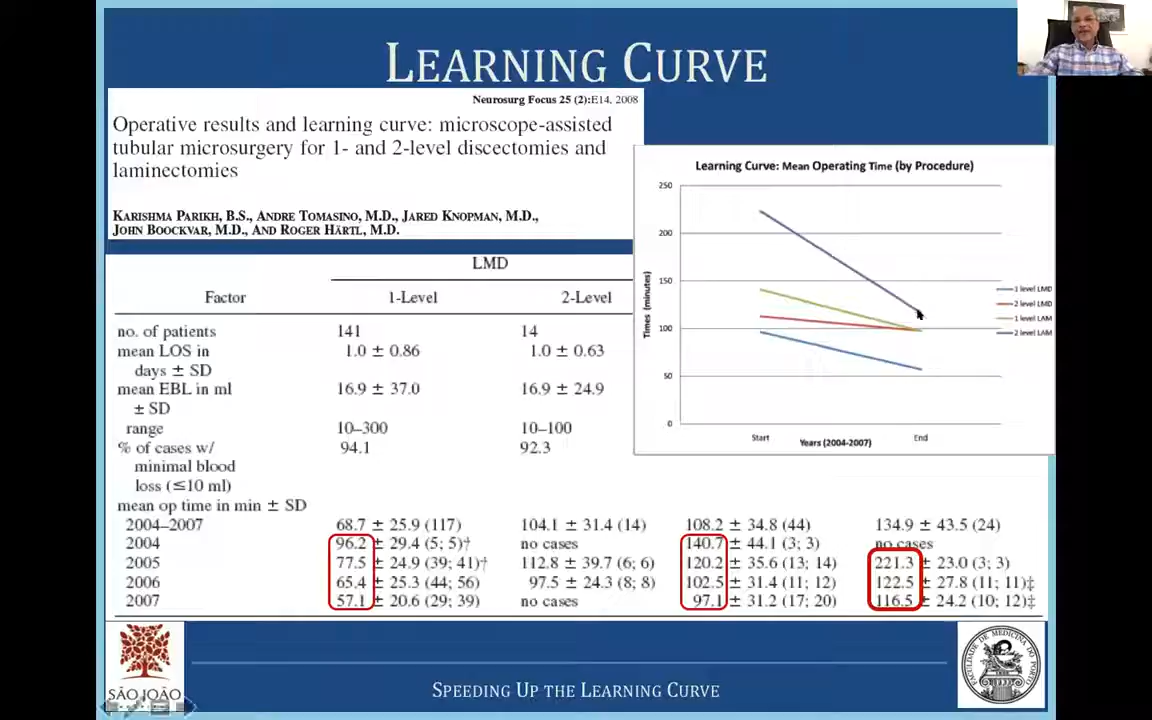 LEARNING CURVE
Neurosurg Focus 25 (2):E14, 2008
Operative results and learning curve: microscope-assisted
tubular microsurgery for 1- and 2-level discectomies and
laminectomies
KARISHMA PARIKH, B.S., ANDRE TOMASINO, M.D., JARED KNOPMAN, M.D.,
JOHN BOOCKVAR, M.D., AND ROGER HÄRTL, M.D.
Learning Curve: Mean Operating Time (by Procedure)
250
200
150
100
50
0
Times (minutes)
Start
End
Years (2004-2007)
1 level LMD
2 level LMD
1 level LAM
2 level LAM
LMD
Factor 1-Level 2-Level
no. of patients 141 14
mean LOS in 1.0 ± 0.86 1.0 ± 0.63
days ± SD
mean EBL in ml 16.9 ± 37.0 16.9 ± 24.9
± SD
range 10–300 10–100
% of cases w/ 94.1 92.3
minimal blood
loss (≤10 ml)
mean op time in min ± SD
2004–2007 68.7 ± 25.9 (117) 104.1 ± 31.4 (14) 108.2 ± 34.8 (44) 134.9 ± 43.5 (24)
2004 96.2 ± 29.4 (5; 5)† no cases 140.7 ± 44.1 (3; 3) no cases
2005 77.5 ± 24.9 (39; 41)† 112.8 ± 39.7 (6; 6) 120.2 ± 35.6 (13; 14) 221.3 ± 23.0 (3; 3)
2006 65.4 ± 25.3 (44; 56) 97.5 ± 24.3 (8; 8) 102.5 ± 31.4 (11; 12) 122.5 ± 27.8 (11; 11)‡
2007 57.1 ± 20.6 (29; 39) no cases 97.1 ± 31.2 (17; 20) 116.5 ± 24.2 (10; 12)‡
SÃO JOÃO
SPEEDING UP THE LEARNING CURVE
FACULDADE DE MEDICINA DO PORTO